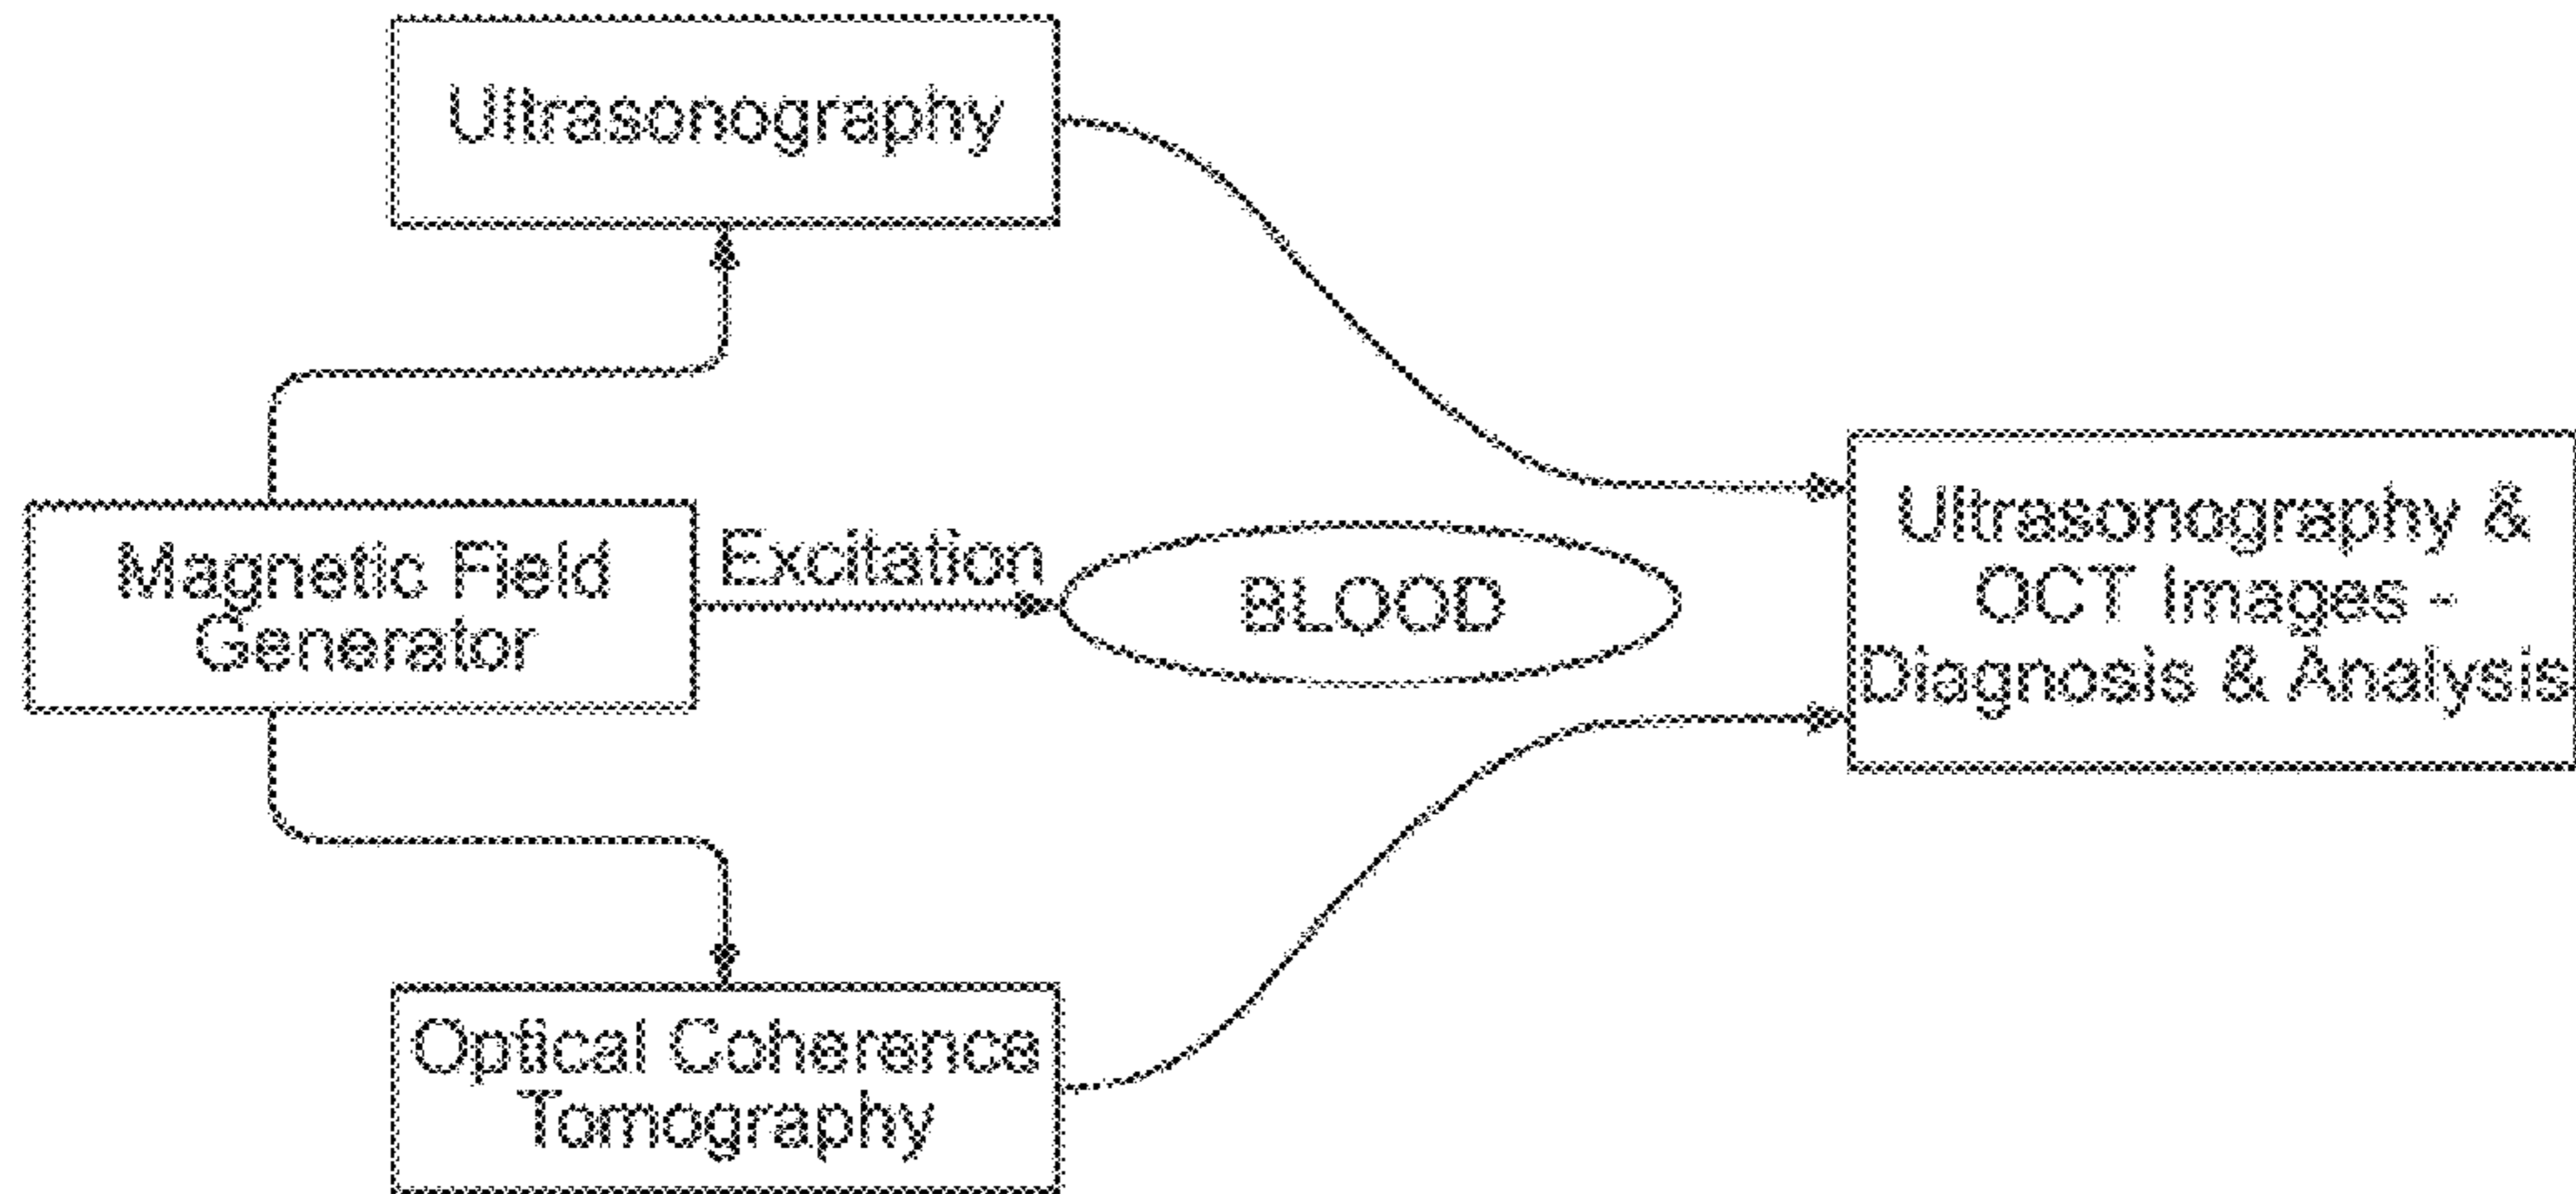 Ultrasonography
Magnetic Field
Generator
Excitation
BLOOD
Ultrasonography &
OCT Images -
Diagnosis & Analysis
Optical Coherence
Tomography